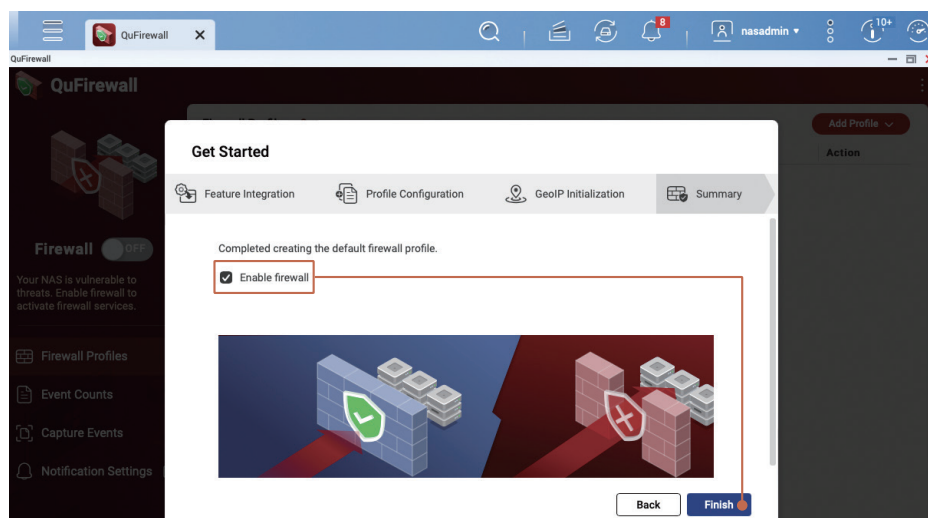 QuFirewall
8
nasadmin
10+
QuFirewall
QuFirewall
Add Profile
Action
Get Started
Feature Integration
Profile Configuration
GeoIP Initialization
Summary
Firewall OFF
Your NAS is vulnerable to
threats. Enable firewall to
activate firewall services.
Completed creating the default firewall profile.
Enable firewall
Firewall Profiles
Event Counts
Capture Events
Notification Settings
Back
Finish